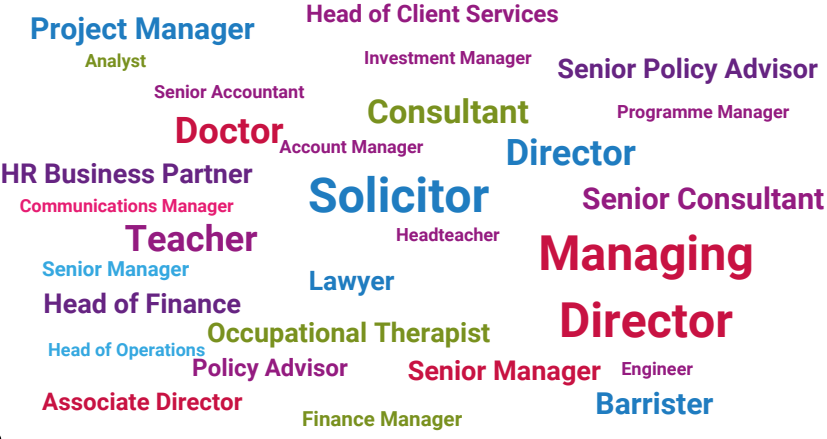 Head of Client Services
Project Manager
Analyst
Investment Manager
Senior Policy Advisor
Senior Accountant
Consultant
Programme Manager
Doctor
Account Manager
Director
HR Business Partner
Solicitor
Senior Consultant
Communications Manager
Teacher
Headteacher
Managing
Director
Senior Manager
Lawyer
Head of Finance
Occupational Therapist
Head of Operations
Policy Advisor
Senior Manager
Engineer
Associate Director
Barrister
Finance Manager